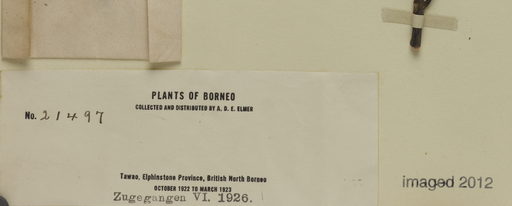 PLANTS OF BORNEO
COLLECTED AND DISTRIBUTED BY A. D. E. ELMER
No. 21497
Tawao, Elphinstone Province, British North Borneo
OCTOBER 1922 TO MARCH 1923
Zugegangen VI. 1926.
imaged 2012